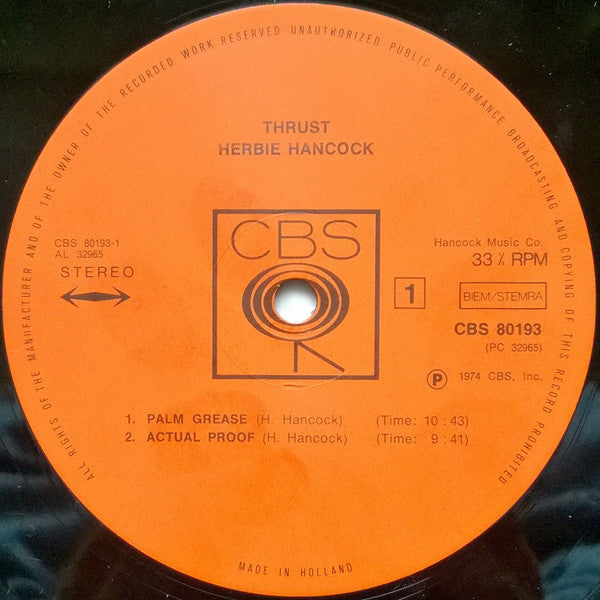 ALL RIGHTS OF THE MANUFACTURER AND OF THE OWNER OF THE RECORDED WORK RESERVED UNAUTHORIZED PUBLIC PERFORMANCE BROADCASTING AND COPYING OF THIS RECORD PROHIBITED
THRUST
HERBIE HANCOCK
CBS
CBS 80193-1
AL 32965
STEREO
Hancock Music Co.
33 ⅓ RPM
1
BIEM/STEMRA
CBS 80193
(PC 32965)
P 1974 CBS, Inc.
1. PALM GREASE (H. Hancock) (Time: 10 : 43)
2. ACTUAL PROOF (H. Hancock) (Time: 9 : 41)
MADE IN HOLLAND